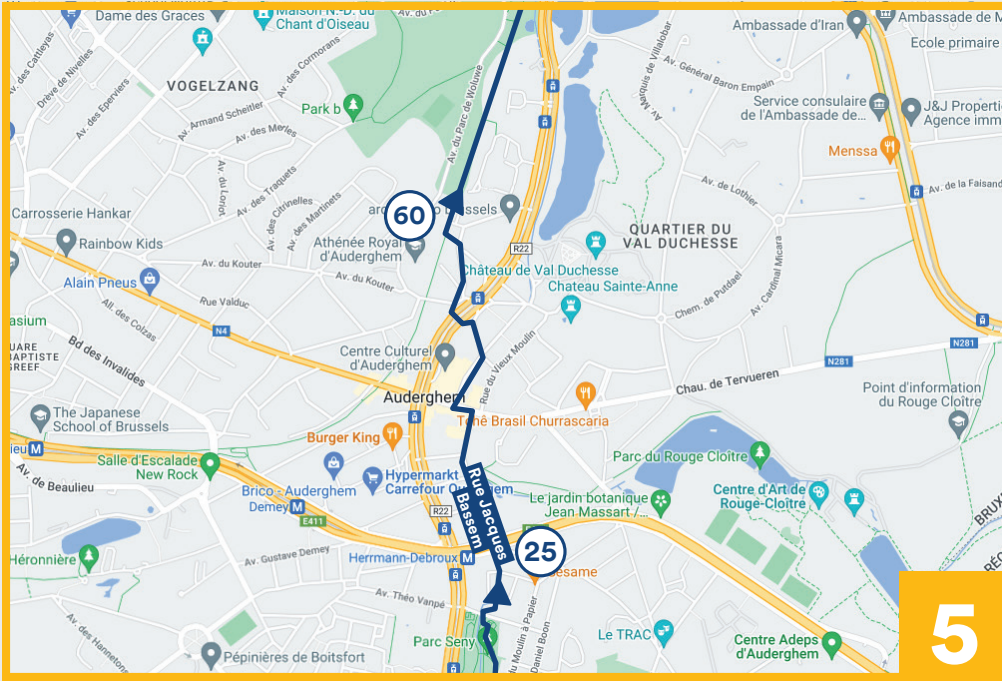 Dame des Graces
Maison N.-D. du
Chant d'Oiseau
Av. des Cattleyas
Drève de Nivelles
Av. des Eperviers
VOGELZANG
Av. des Cormorans
Park b
Av. Armand Scheitler
Av. des Merles
Av. du Loriot
Av. des Traquets
Av. des Citrinelles
Av. des Martinets
Av. du Parc de Woluwe
Ambassade d'Iran
Ambassade de M
Ecole primaire
Marquis de Villalobar
Av. Général Baron Empain
Service consulaire
de l'Ambassade de...
J&J Properti
Agence imm
Menssa
Av. de Lothier
Av. de la Faisand
Carrosserie Hankar
Rainbow Kids
60
Athénée Royal
d'Auderghem
R22
QUARTIER DU
VAL DUCHESSE
Av. du Kouter
Av. du Kouter
Château de Val Duchesse
Chateau Sainte-Anne
Alain Pneus
Rue Valduc
All. des Colzas
Chem. de Putdael
Av. Cardinal Micara
N4
Bd des Invalides
Centre Culturel
d'Auderghem
Rue du Vieux Moulin
N281
N281
Auderghem
Chau. de Tervueren
Point d'information
du Rouge Cloître
The Japanese
School of Brussels
Tchê Brasil Churrascaria
Burger King
M
Salle d'Escalade
New Rock
Av. de Beaulieu
Parc du Rouge Cloitre
Hypermarkt
Carrefour
Brico - Auderghem
Demey M
E411
R22
Rue Jacques
Bassem
Le jardin botanique
Jean Massart /...
Centre d'Art de
Rouge-Cloître
Héronnière
Av. Gustave Demey
Herrmann-Debroux M
25
Sésame
Av. Théo Vanpé
Parc Seny
du Moulin à Papier
Daniel Boon
Le TRAC
Centre Adeps
d'Auderghem
Av. des Hannetons
Pépinières de Boitsfort
5